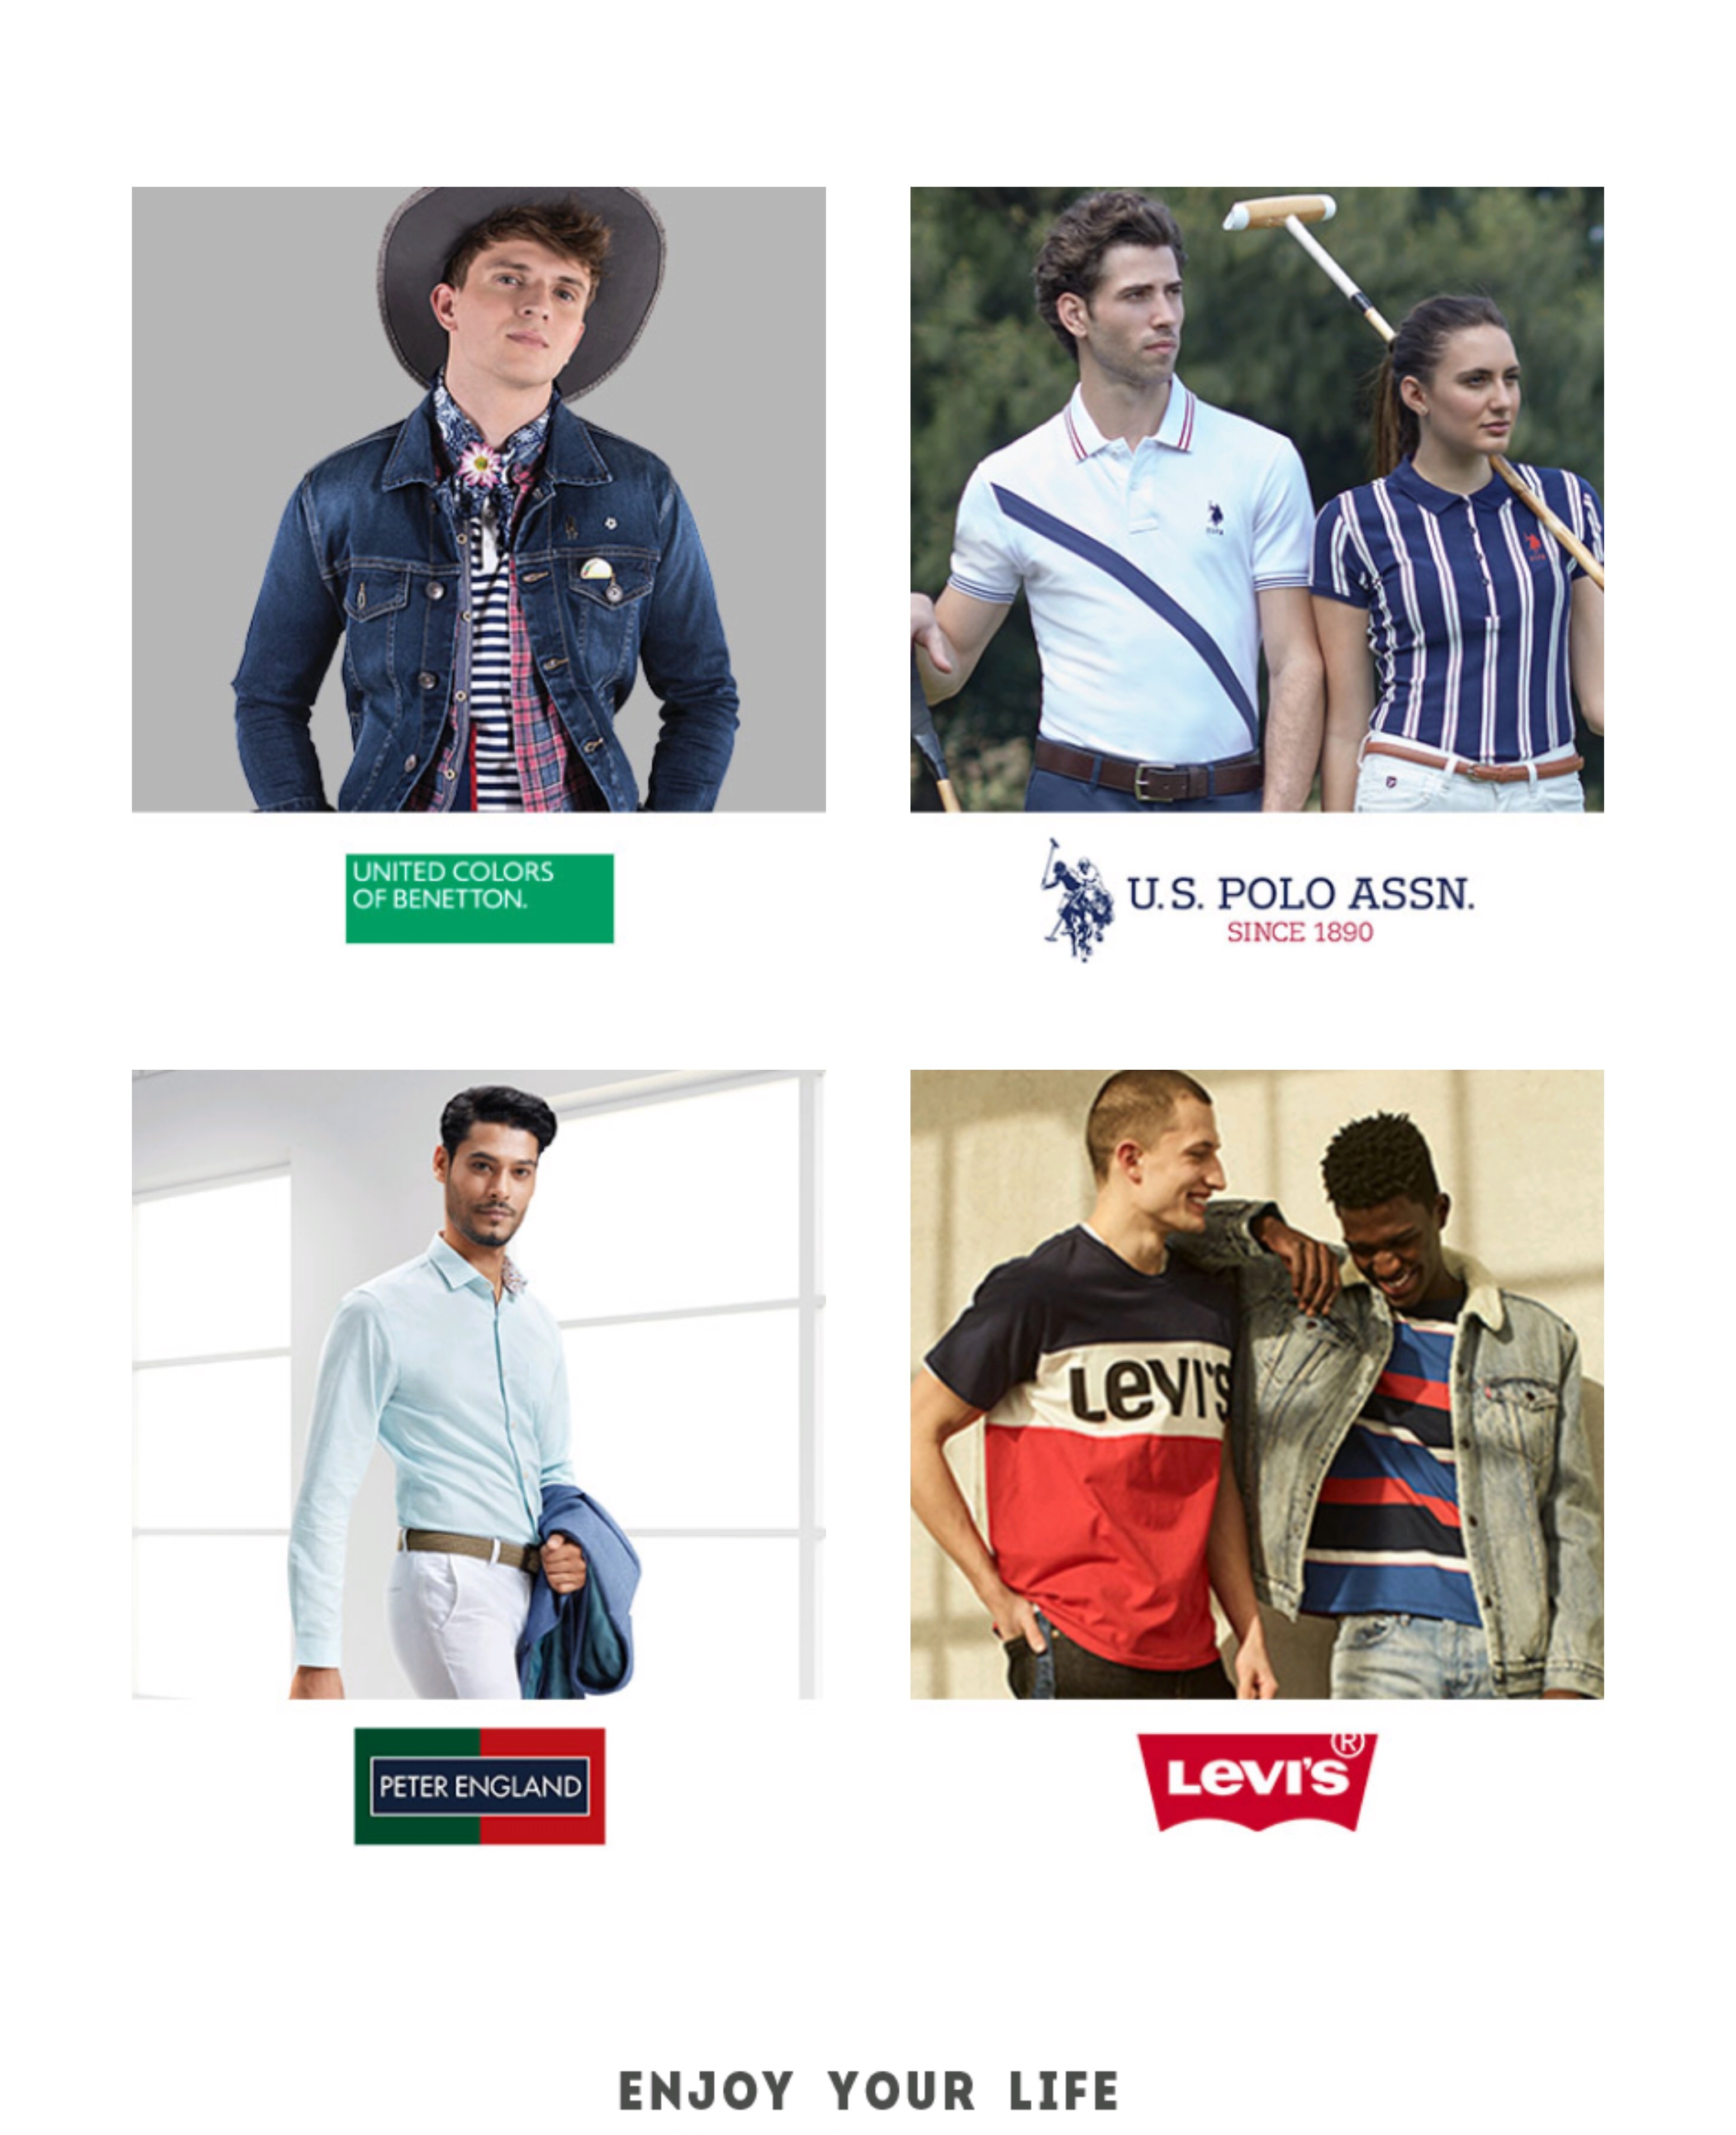 UNITED COLORS
OF BENETTON.
U.S. POLO ASSN.
SINCE 1890
LEVI'S
PETER ENGLAND
LEVI'S
®
ENJOY YOUR LIFE